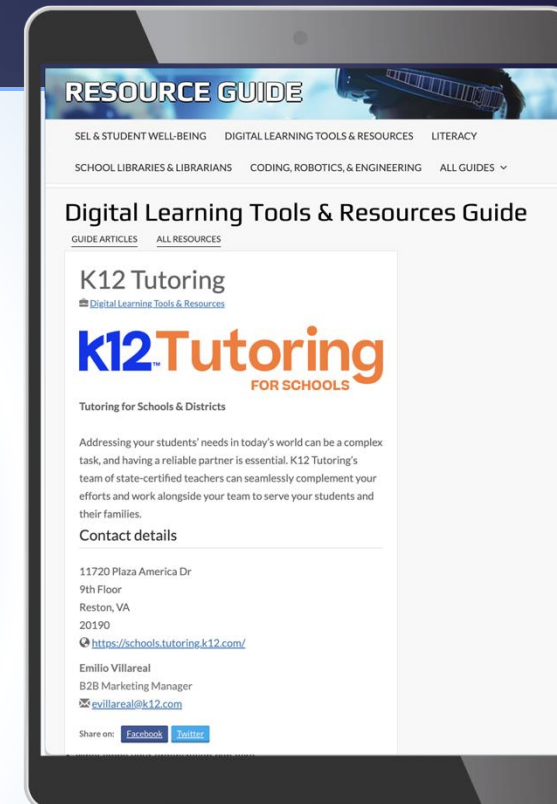 RESOURCE GUIDE
SEL & STUDENT WELL-BEING DIGITAL LEARNING TOOLS & RESOURCES LITERACY
SCHOOL LIBRARIES & LIBRARIANS CODING, ROBOTICS, & ENGINEERING ALL GUIDES
Digital Learning Tools & Resources Guide
GUIDE ARTICLES ALL RESOURCES
K12 Tutoring
Digital Learning Tools & Resources
K12™ Tutoring
FOR SCHOOLS
Tutoring for Schools & Districts
Addressing your students' needs in today's world can be a complex
task, and having a reliable partner is essential. K12 Tutoring's
team of state-certified teachers can seamlessly complement your
efforts and work alongside your team to serve your students and
their families.
Contact details
11720 Plaza America Dr
9th Floor
Reston, VA
20190
https://schools.tutoring.k12.com/
Emilio Villareal
B2B Marketing Manager
evillareal@k12.com
Share on: Facebook Twitter